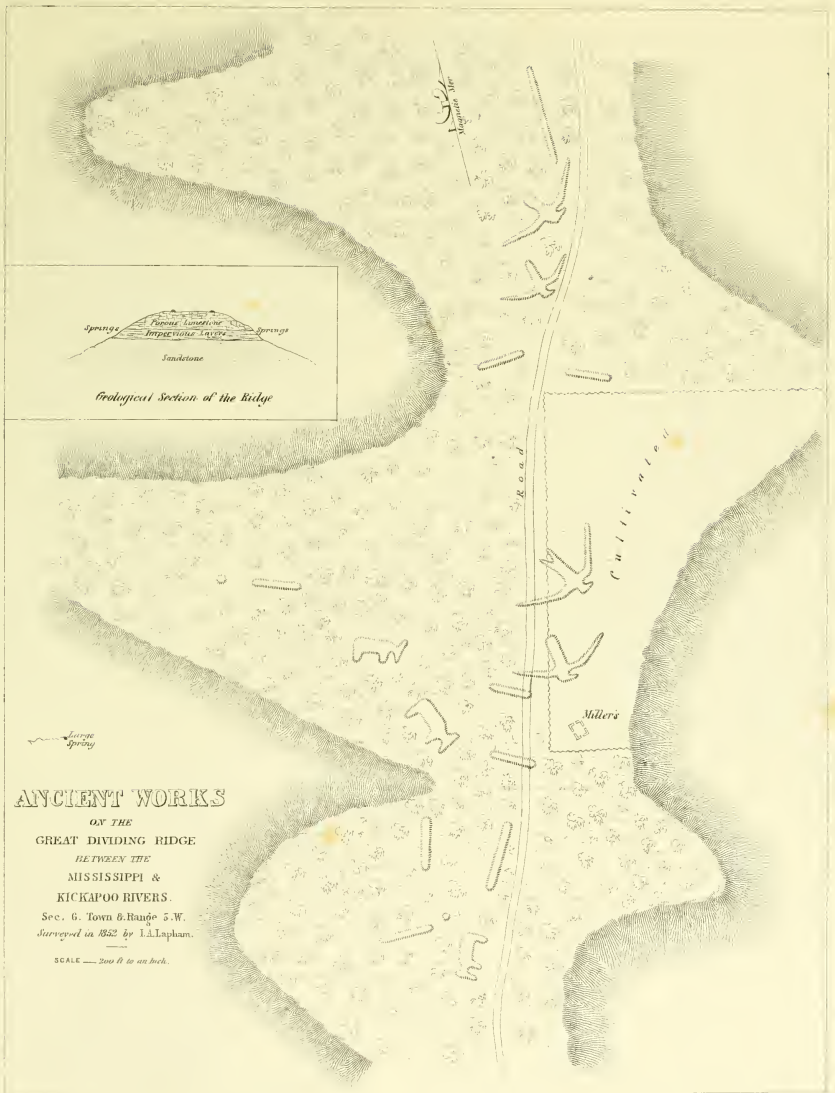 Magnetic Mer
Springs
Porous Limestone
Impervious Layers
Springs
Sandstone
Geological Section of the Ridge
Road
Cultivated
Miller's
Large
Spring
ANCIENT WORKS
ON THE
GREAT DIVIDING RIDGE
BETWEEN THE
MISSISSIPPI &
KICKAPOO RIVERS.
Sec. 6. Town 8. Range 5. W.
Surveyed in 1852 by I.A. Lapham.
SCALE — 200 ft to an Inch.